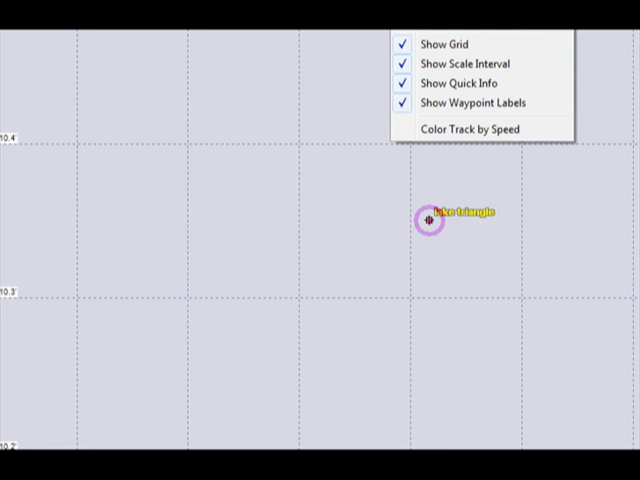 Show Grid
Show Scale Interval
Show Quick Info
Show Waypoint Labels
Color Track by Speed
10.4'
lake triangle
10.3'
10.2'